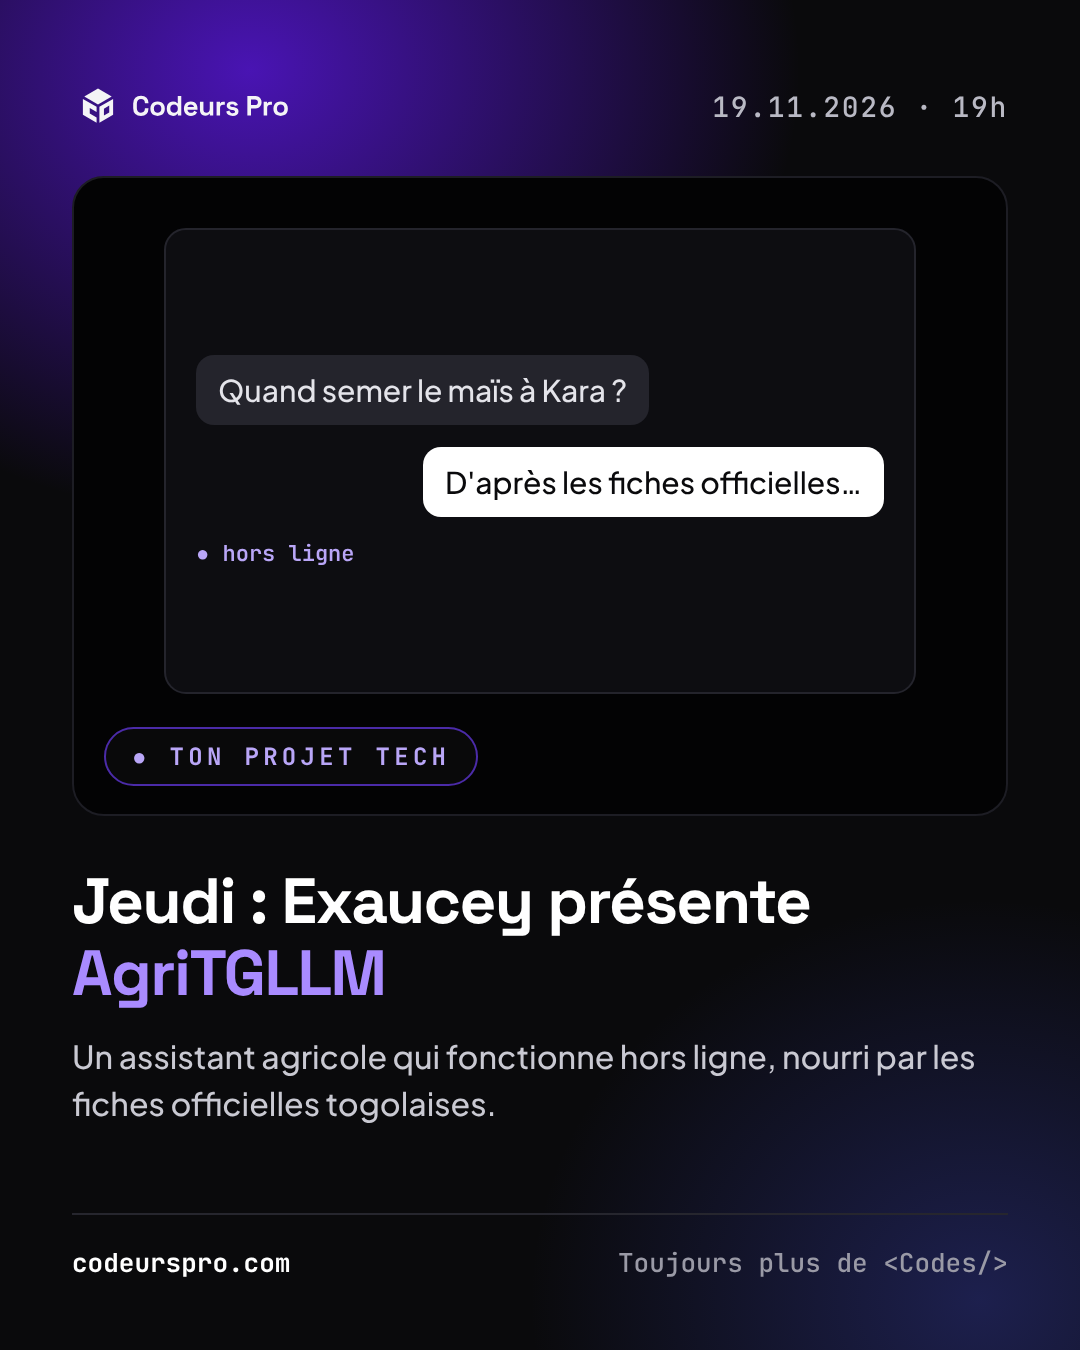 Codeurs Pro
19.11.2026 · 19h
Quand semer le maïs à Kara ?
D'après les fiches officielles…
• hors ligne
• TON PROJET TECH
Jeudi : Exaucey présente
AgriTGLLM
Un assistant agricole qui fonctionne hors ligne, nourri par les
fiches officielles togolaises.
codeurspro.com
Toujours plus de <Codes/>